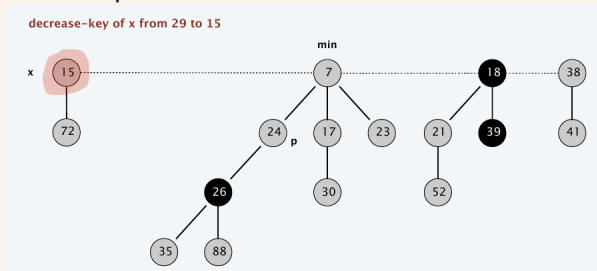 decrease-key of x from 29 to 15
min
x 15 7 18 38
72 24 p 17 23 21 39 41
26 30 52
35 88